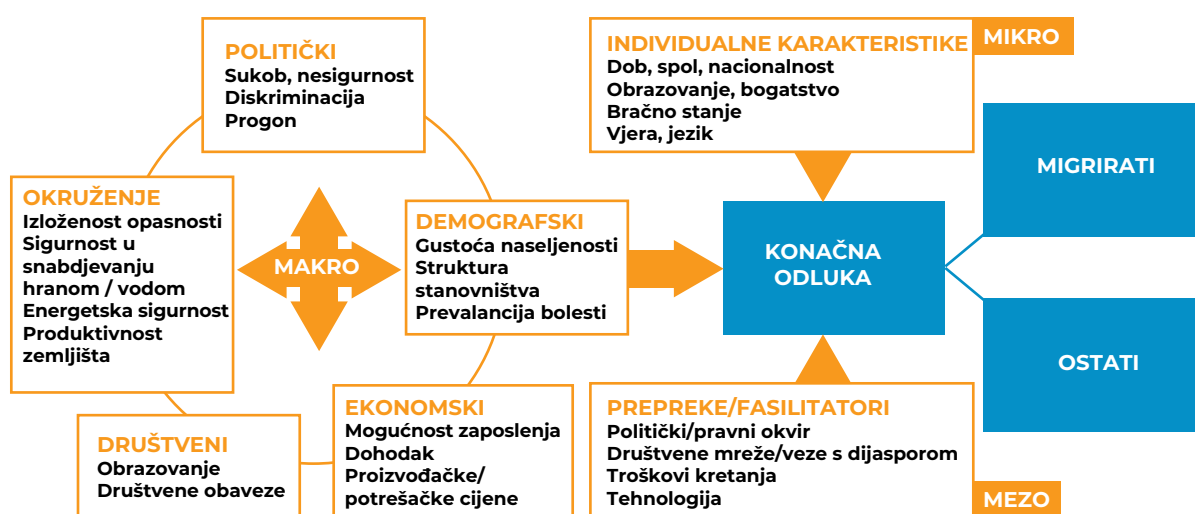 POLITIČKI
Sukob, nesigurnost
Diskriminacija
Progon
OKRUŽENJE
Izloženost opasnosti
Sigurnost u
snabdjevanju
hranom / vodom
Energetska sigurnost
Produktivnost
zemljišta
MAKRO
DEMOGRAFSKI
Gustoća naseljenosti
Struktura
stanovništva
Prevalancija bolesti
DRUŠTVENI
Obrazovanje
Društvene obaveze
EKONOMSKI
Mogućnost zaposlenja
Dohodak
Proizvođačke/
potrešačke cijene
INDIVIDUALNE KARAKTERISTIKE
MIKRO
Dob, spol, nacionalnost
Obrazovanje, bogatstvo
Bračno stanje
Vjera, jezik
KONAČNA
ODLUKA
MIGRIRATI
OSTATI
PREPREKE/FASILITATORI
Politički/pravni okvir
Društvene mreže/veze s dijasporom
Troškovi kretanja
Tehnologija
MEZO